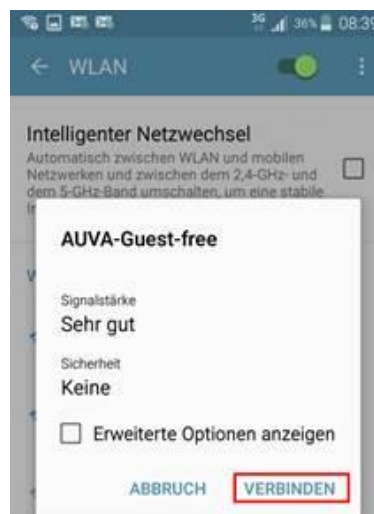 3G 36% 08:39
WLAN
Intelligenter Netzwechsel
Automatisch zwischen WLAN und mobilen
Netzwerken und zwischen dem 2,4-GHz- und
dem 5-GHz-Band umschalten, um eine stabile
AUVA-Guest-free
Signalstärke
Sehr gut
Sicherheit
Keine
Erweiterte Optionen anzeigen
ABBRUCH VERBINDEN